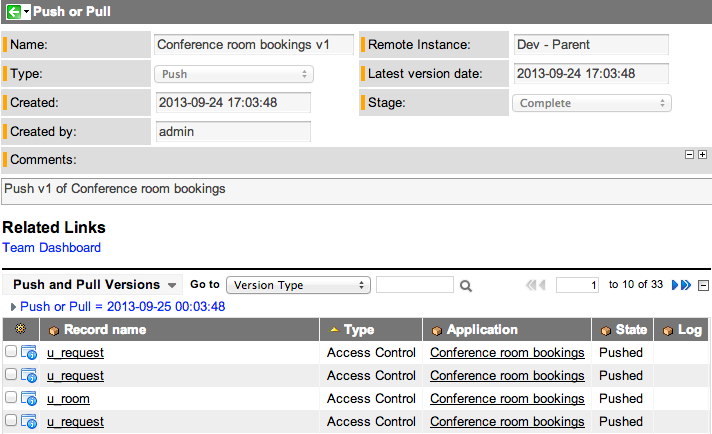 Push or Pull
Name: Conference room bookings v1 Remote Instance: Dev - Parent
Type: Push Latest version date: 2013-09-24 17:03:48
Created: 2013-09-24 17:03:48 Stage: Complete
Created by: admin
Comments:
Push v1 of Conference room bookings
Related Links
Team Dashboard
Push and Pull Versions Go to Version Type 1 to 10 of 33
Push or Pull = 2013-09-25 00:03:48
Record name Type Application State Log
u_request Access Control Conference room bookings Pushed
u_request Access Control Conference room bookings Pushed
u_room Access Control Conference room bookings Pushed
u_request Access Control Conference room bookings Pushed